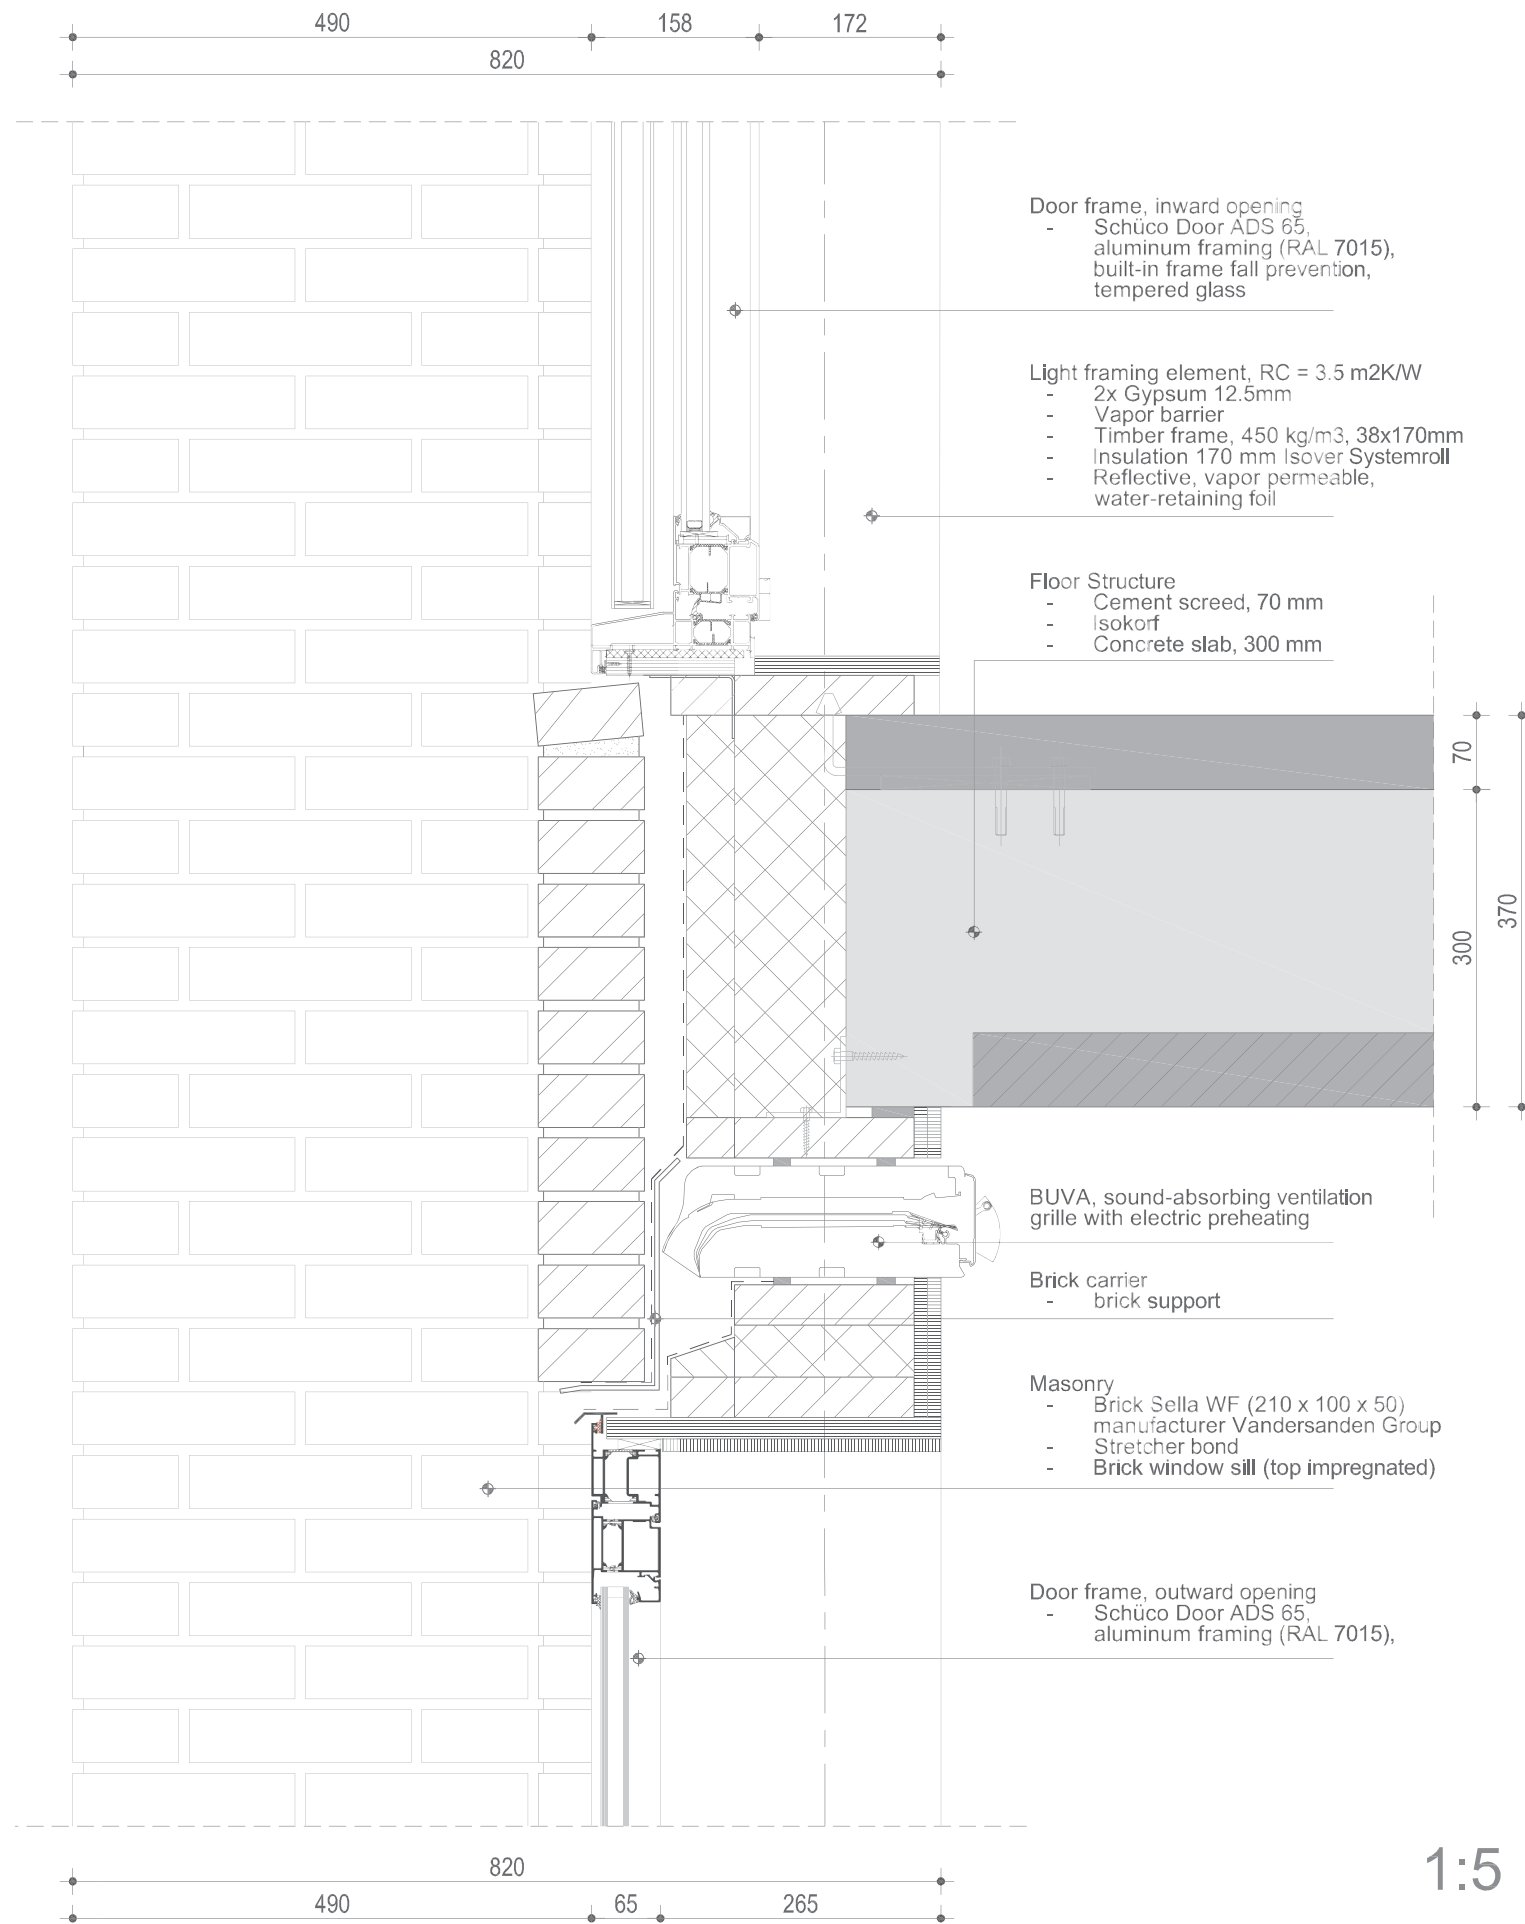 490 158 172
820
Door frame, inward opening
- Schüco Door ADS 65,
aluminum framing (RAL 7015),
built-in frame fall prevention,
tempered glass
Light framing element, RC = 3.5 m2K/W
- 2x Gypsum 12.5mm
- Vapor barrier
- Timber frame, 450 kg/m3, 38x170mm
- Insulation 170 mm Isover Systemroll
- Reflective, vapor permeable,
water-retaining foil
Floor Structure
- Cement screed, 70 mm
- Isokorf
- Concrete slab, 300 mm
70
300
370
BUVA, sound-absorbing ventilation
grille with electric preheating
Brick carrier
- brick support
Masonry
- Brick Sella WF (210 x 100 x 50)
manufacturer Vandersanden Group
- Stretcher bond
- Brick window sill (top impregnated)
Door frame, outward opening
- Schüco Door ADS 65,
aluminum framing (RAL 7015),
1:5
820
490 65 265